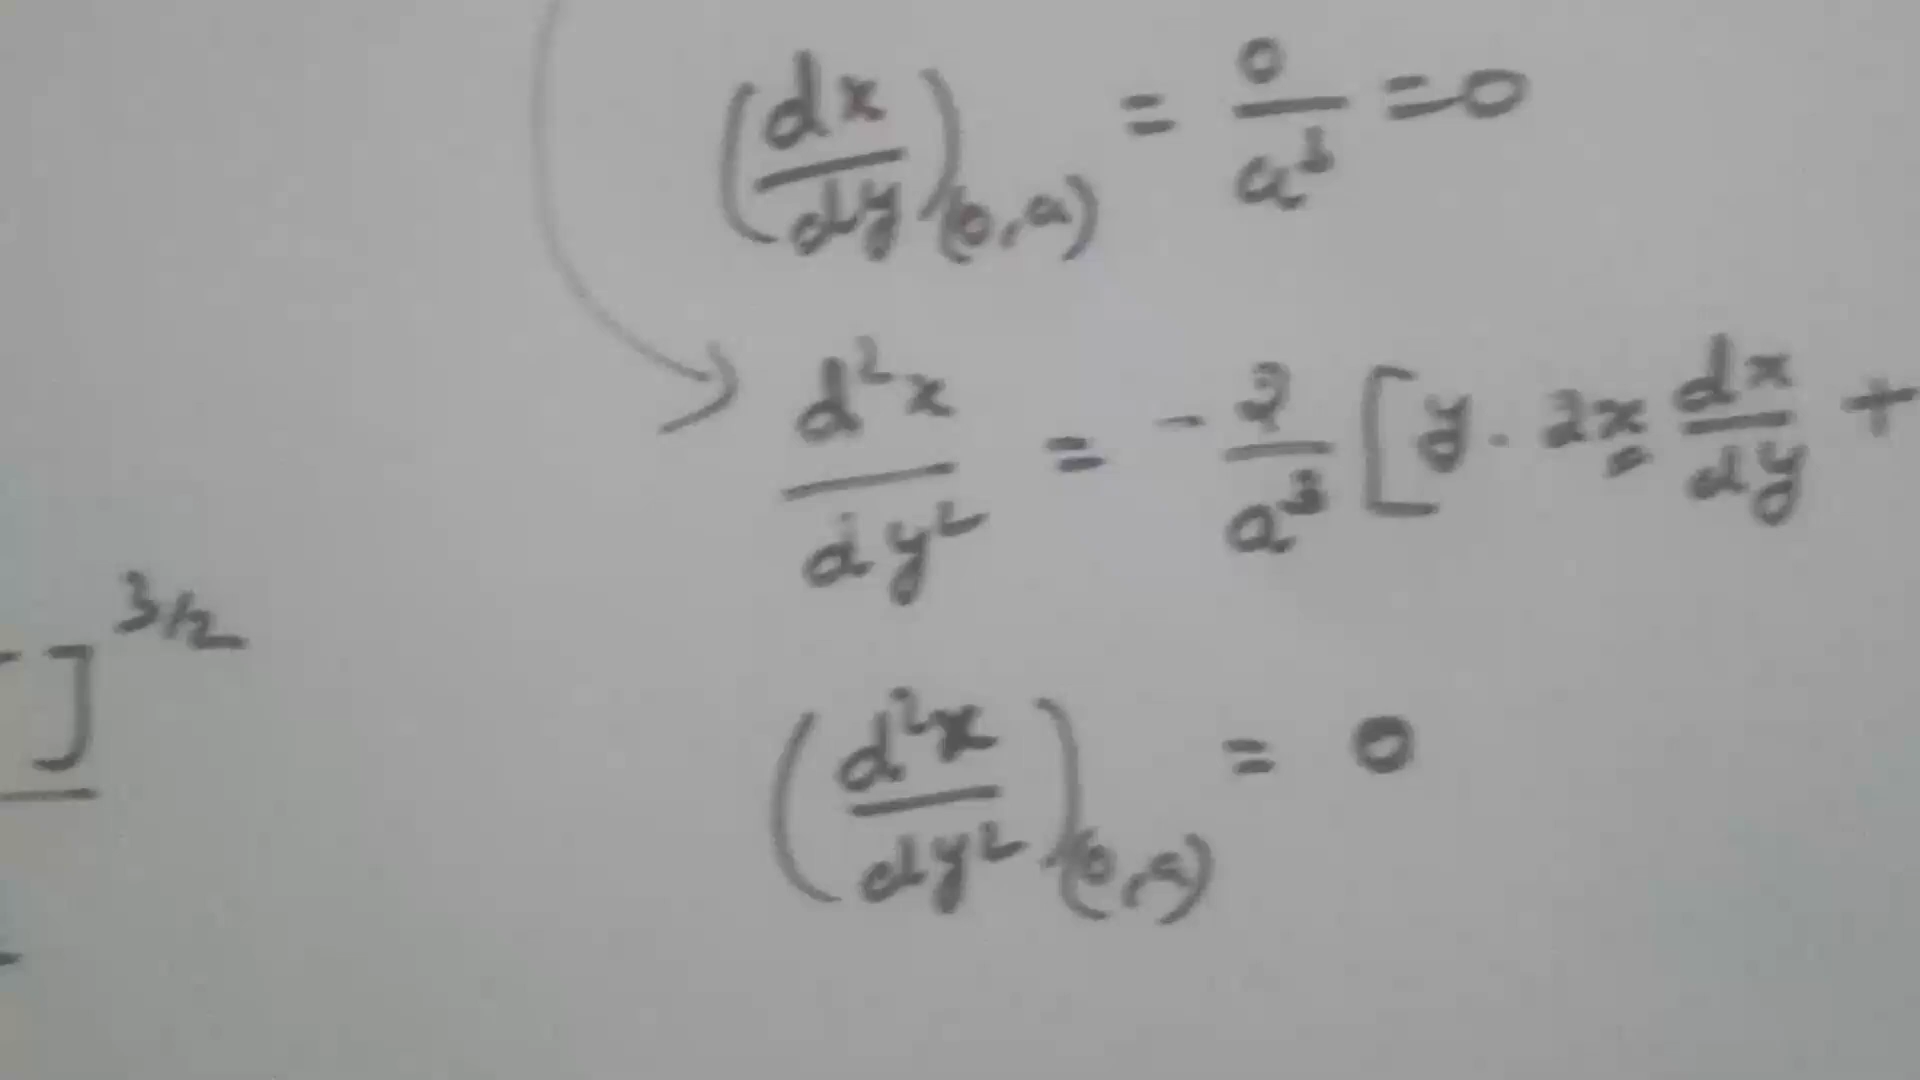 (dx/dy)(0,a) = 0/a³ = 0
d²x/dy² = - 2/a³ [y · 2x dx/dy +
]^3/2
(d²x/dy²)(0,a) = 0